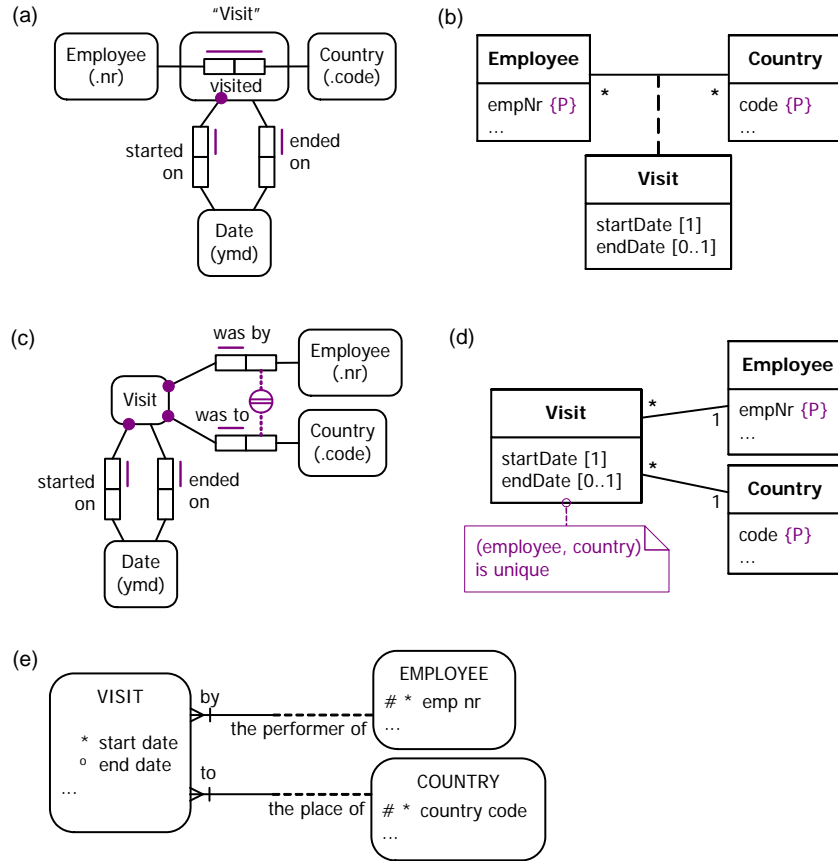 (a)
"Visit"
Employee
(.nr)
visited
Country
(.code)
started
on
ended
on
Date
(ymd)
(b)
Employee
empNr {P}
...
*
*
Country
code {P}
...
Visit
startDate [1]
endDate [0..1]
(c)
was by
Employee
(.nr)
Visit
was to
Country
(.code)
started
on
ended
on
Date
(ymd)
(d)
Employee
empNr {P}
...
Visit
startDate [1]
endDate [0..1]
*
1
*
1
Country
code {P}
...
(employee, country)
is unique
(e)
VISIT
* start date
o end date
...
by
the performer of
EMPLOYEE
# * emp nr
...
to
the place of
COUNTRY
# * country code
...